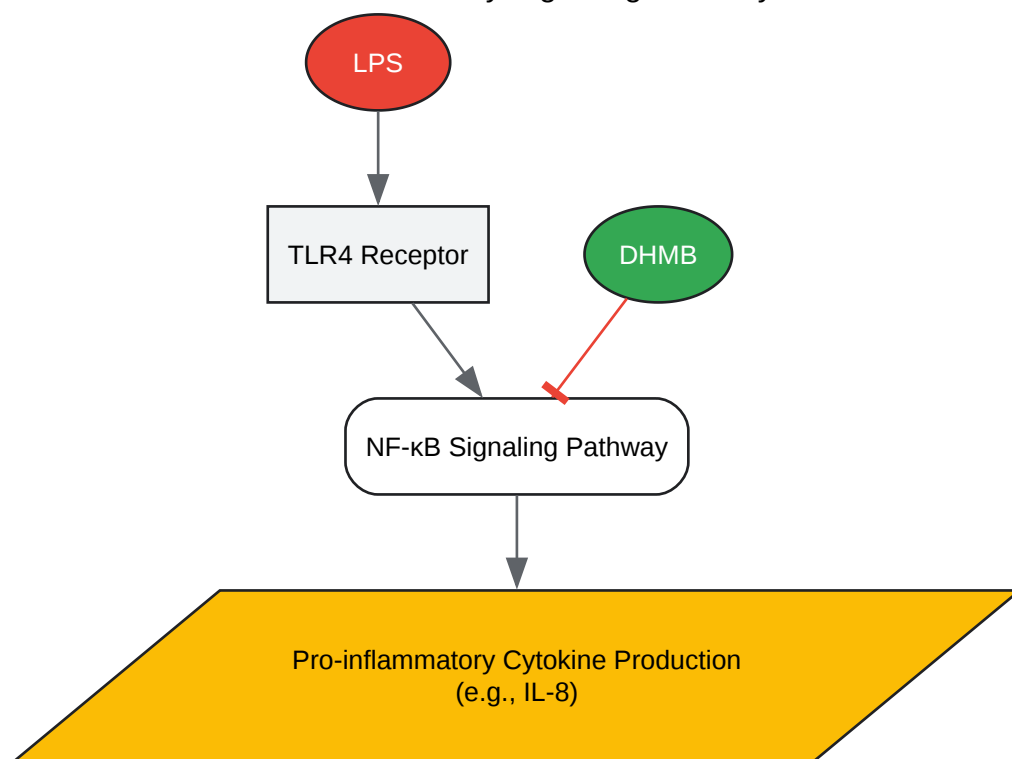 LPS
TLR4 Receptor
DHMB
NF-κB Signaling Pathway
Pro-inflammatory Cytokine Production
(e.g., IL-8)